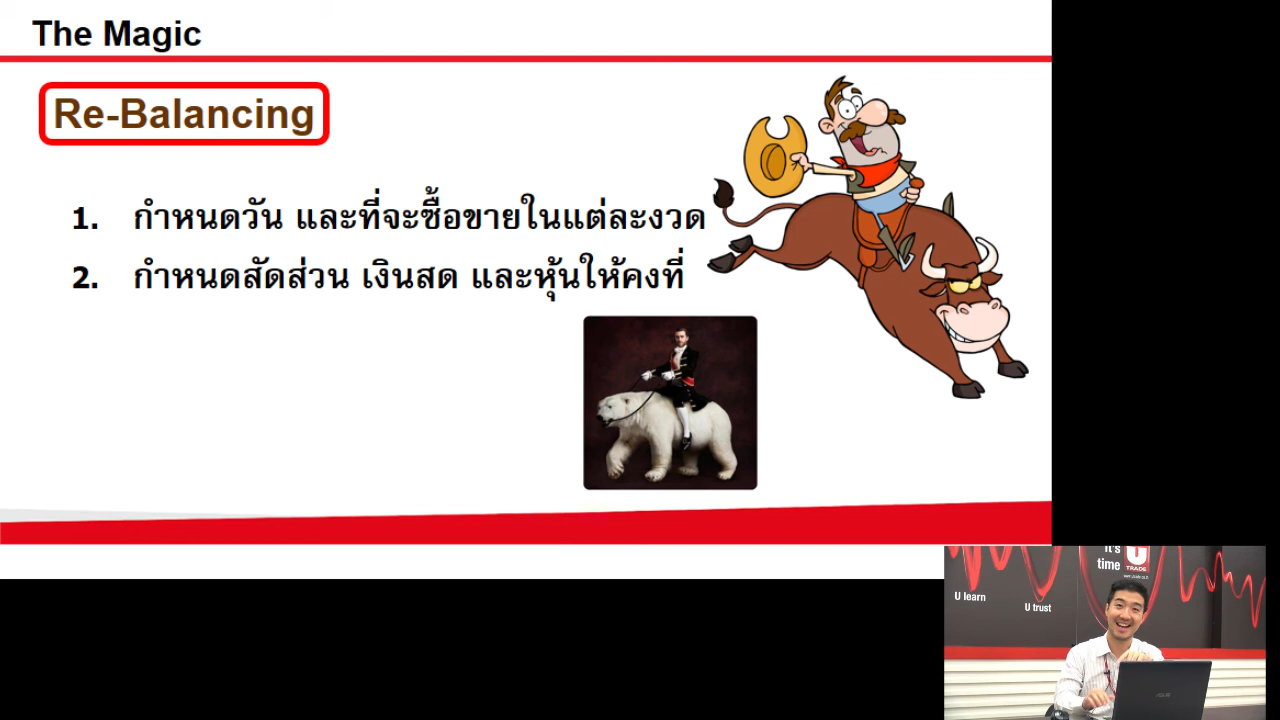 The Magic
Re-Balancing
1. กำหนดวัน และที่จะซื้อขายในแต่ละงวด
2. กำหนดสัดส่วน เงินสด และหุ้นให้คงที่
It's
time
U
TRADE
U learn
U trust
ASUS